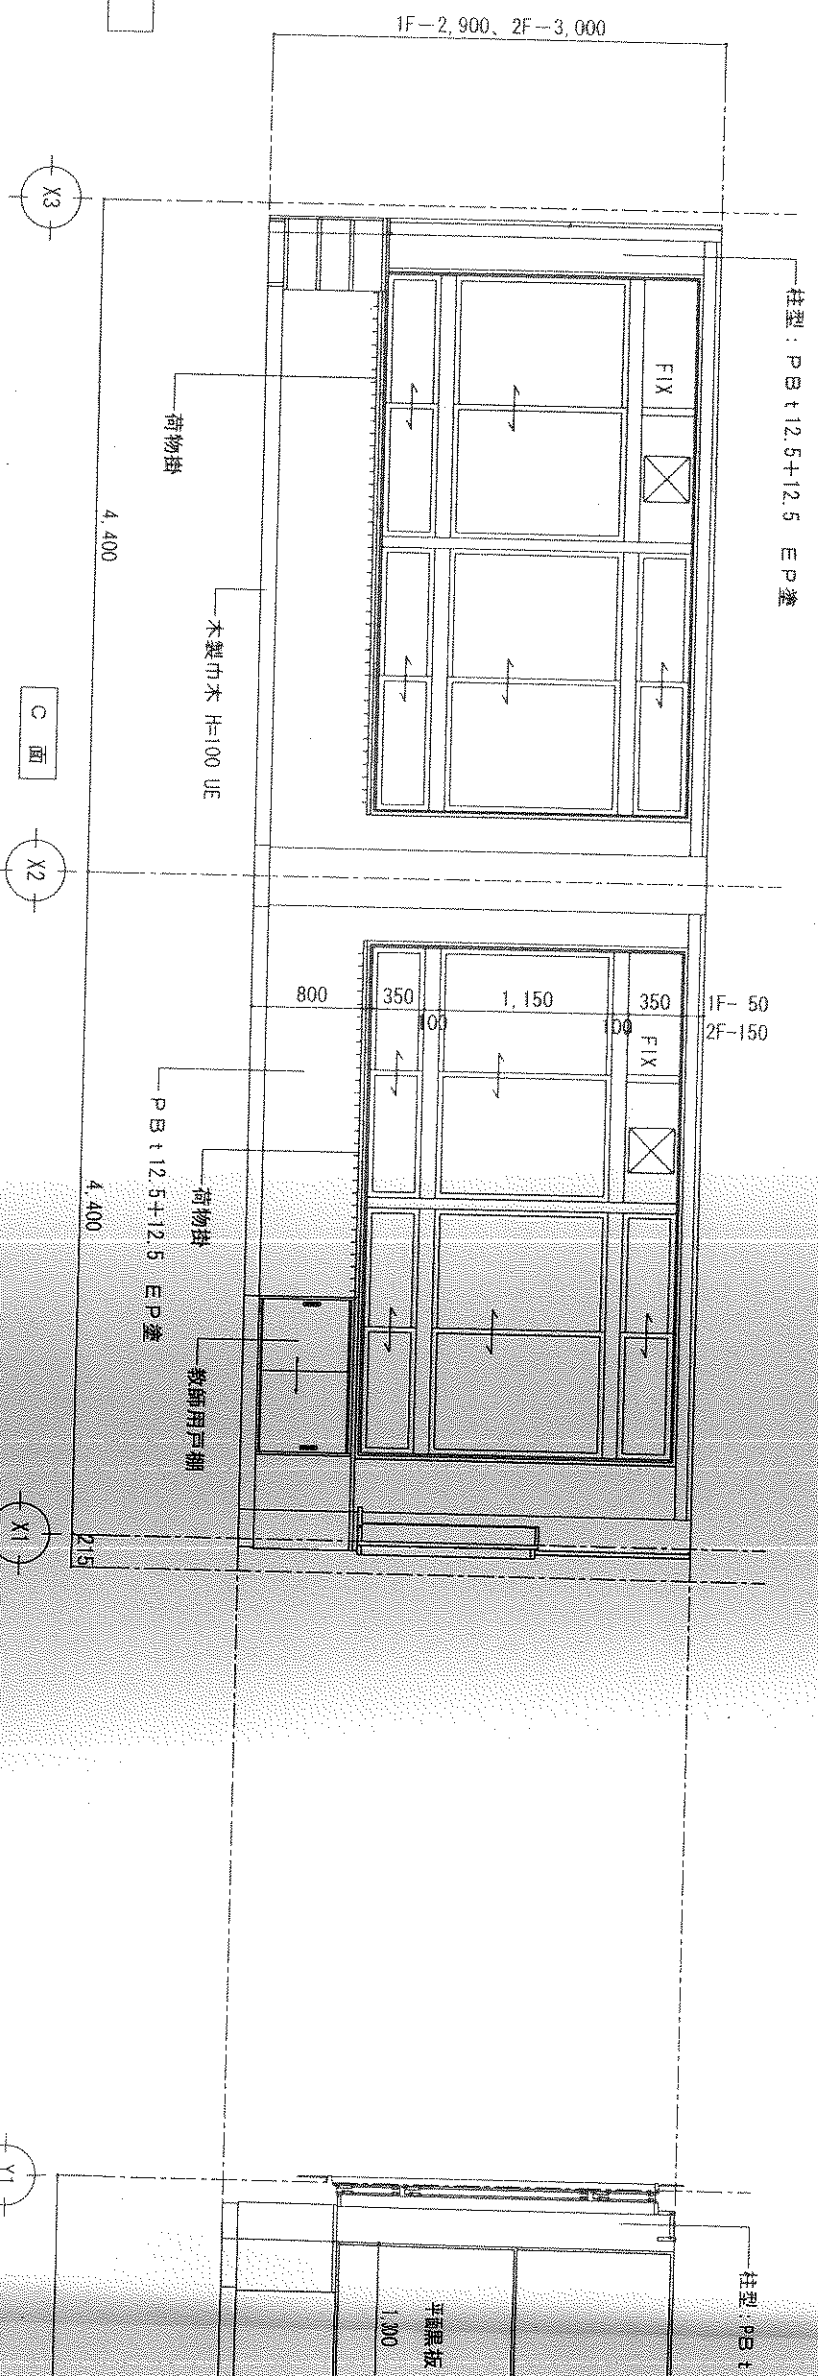 1F－2,900、2F－3,000
X3
柱型：ＰＢｔ12.5+12.5 ＥＰ塗
FIX
荷物掛
4,400
木製巾木 H=100 UE
C 面
X2
800
350
100
1,150
100
350
1F- 50
2F-150
FIX
ＰＢｔ12.5+12.5 ＥＰ塗
荷物掛
4,400
教師用戸棚
X1
215
Y1
柱型：ＰＢｔ
平面黒板
1,300